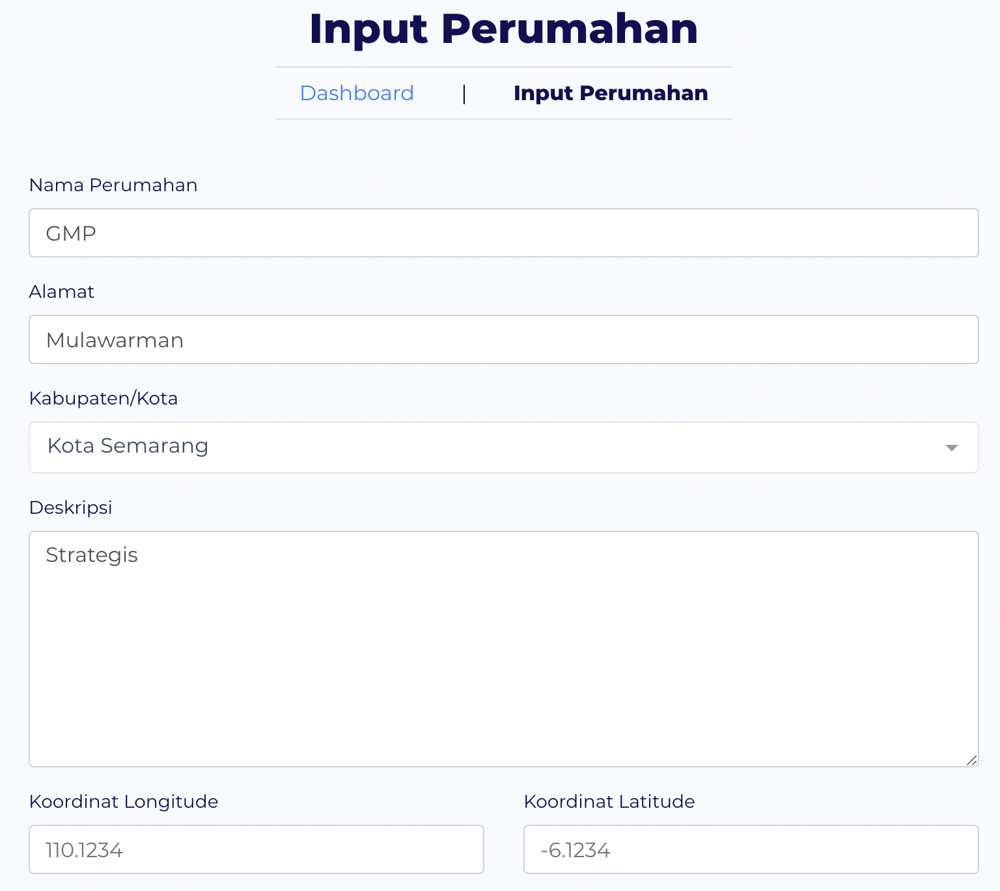 Input Perumahan
Dashboard | Input Perumahan
Nama Perumahan
GMP
Alamat
Mulawarman
Kabupaten/Kota
Kota Semarang
Deskripsi
Strategis
Koordinat Longitude Koordinat Latitude
110.1234 -6.1234